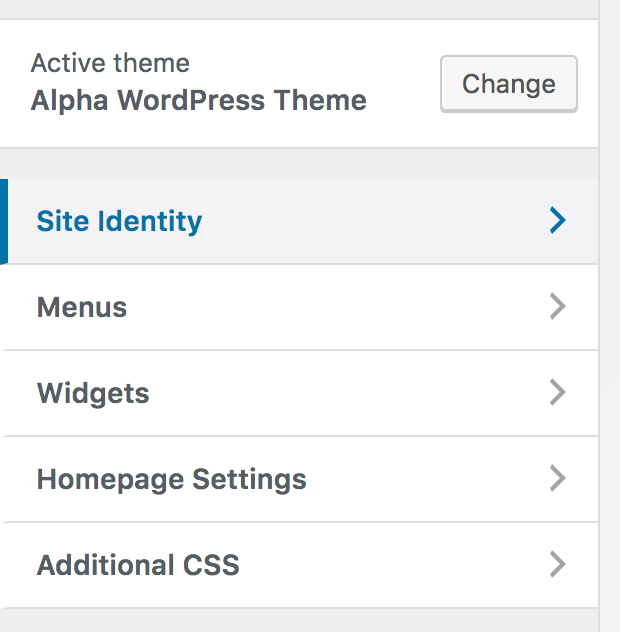 Active theme
Alpha WordPress Theme
Change
Site Identity
Menus
Widgets
Homepage Settings
Additional CSS